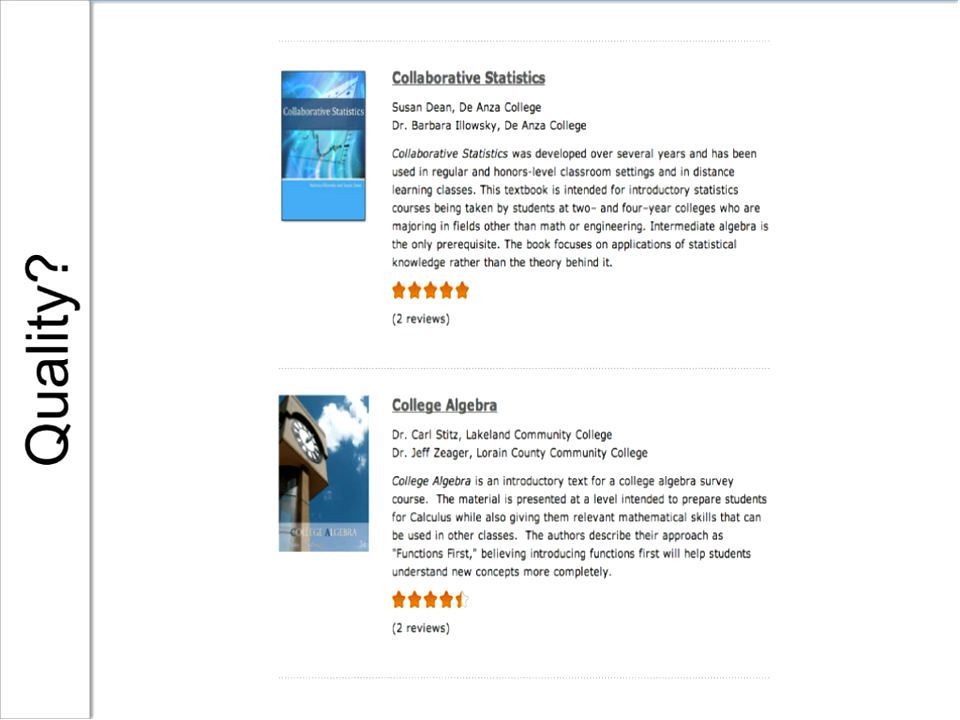 Quality?
Collaborative Statistics
Collaborative Statistics
Susan Dean, De Anza College
Dr. Barbara Illowsky, De Anza College
Collaborative Statistics was developed over several years and has been
used in regular and honors-level classroom settings and in distance
learning classes. This textbook is intended for introductory statistics
courses being taken by students at two– and four–year colleges who are
majoring in fields other than math or engineering. Intermediate algebra is
the only prerequisite. The book focuses on applications of statistical
knowledge rather than the theory behind it.
(2 reviews)
College Algebra
COLLEGE ALGEBRA
Dr. Carl Stitz, Lakeland Community College
Dr. Jeff Zeager, Lorain County Community College
College Algebra is an introductory text for a college algebra survey
course.  The material is presented at a level intended to prepare students
for Calculus while also giving them relevant mathematical skills that can
be used in other classes.  The authors describe their approach as
"Functions First," believing introducing functions first will help students
understand new concepts more completely.
(2 reviews)